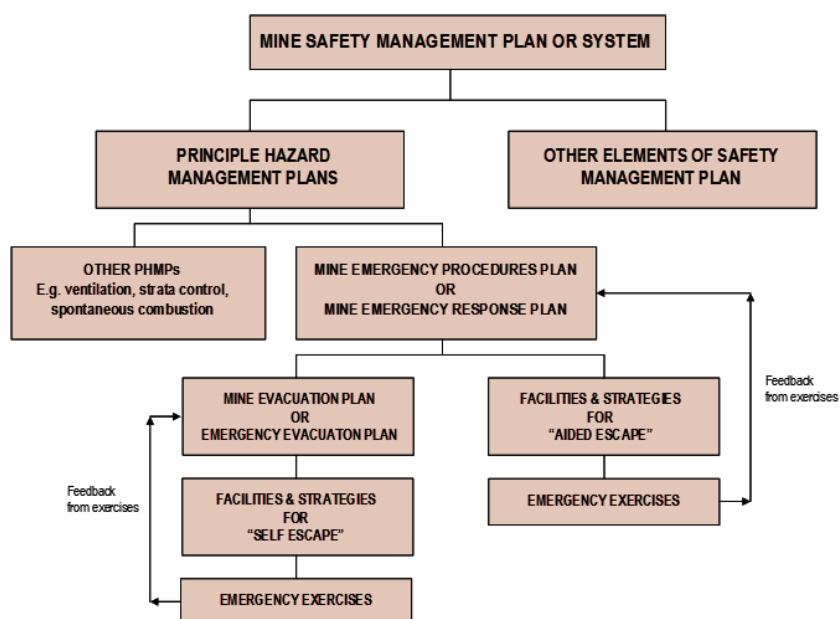 MINE SAFETY MANAGEMENT PLAN OR SYSTEM
PRINCIPLE HAZARD
MANAGEMENT PLANS
OTHER ELEMENTS OF SAFETY
MANAGEMENT PLAN
OTHER PHMPs
E.g. ventilation, strata control,
spontaneous combustion
MINE EMERGENCY PROCEDURES PLAN
OR
MINE EMERGENCY RESPONSE PLAN
MINE EVACUATION PLAN
OR
EMERGENCY EVACUATON PLAN
FACILITIES & STRATEGIES
FOR
“AIDED ESCAPE”
Feedback
from exercises
Feedback
from exercises
FACILITIES & STRATEGIES
FOR
“SELF ESCAPE”
EMERGENCY EXERCISES
EMERGENCY EXERCISES